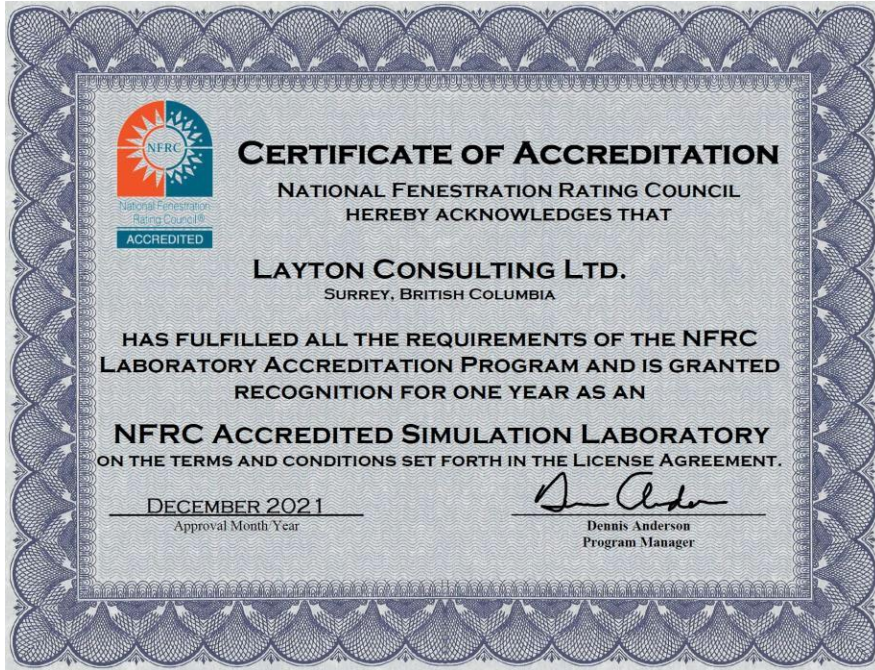 NFRC
National Fenestration
Rating Council®
ACCREDITED
CERTIFICATE OF ACCREDITATION
NATIONAL FENESTRATION RATING COUNCIL
HEREBY ACKNOWLEDGES THAT
LAYTON CONSULTING LTD.
SURREY, BRITISH COLUMBIA
HAS FULFILLED ALL THE REQUIREMENTS OF THE NFRC
LABORATORY ACCREDITATION PROGRAM AND IS GRANTED
RECOGNITION FOR ONE YEAR AS AN
NFRC ACCREDITED SIMULATION LABORATORY
ON THE TERMS AND CONDITIONS SET FORTH IN THE LICENSE AGREEMENT.
DECEMBER 2021
Approval Month/Year
Dennis Anderson
Program Manager